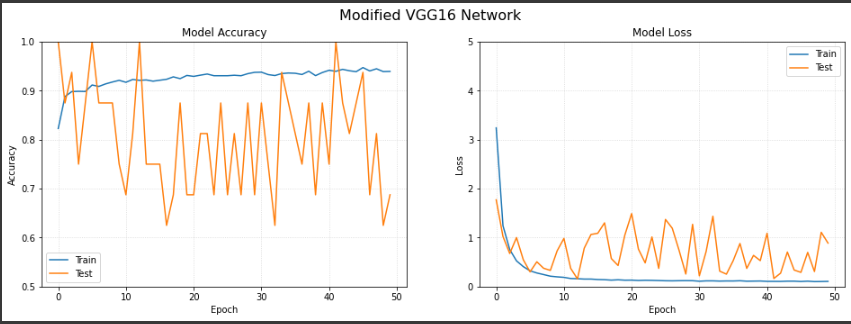 Modified VGG16 Network
Model Accuracy
1.0
0.9
0.8
0.7
0.6
0.5
Accuracy
Train
Test
0 10 20 30 40 50
Epoch
Model Loss
5
4
3
2
1
0
Loss
Train
Test
0 10 20 30 40 50
Epoch